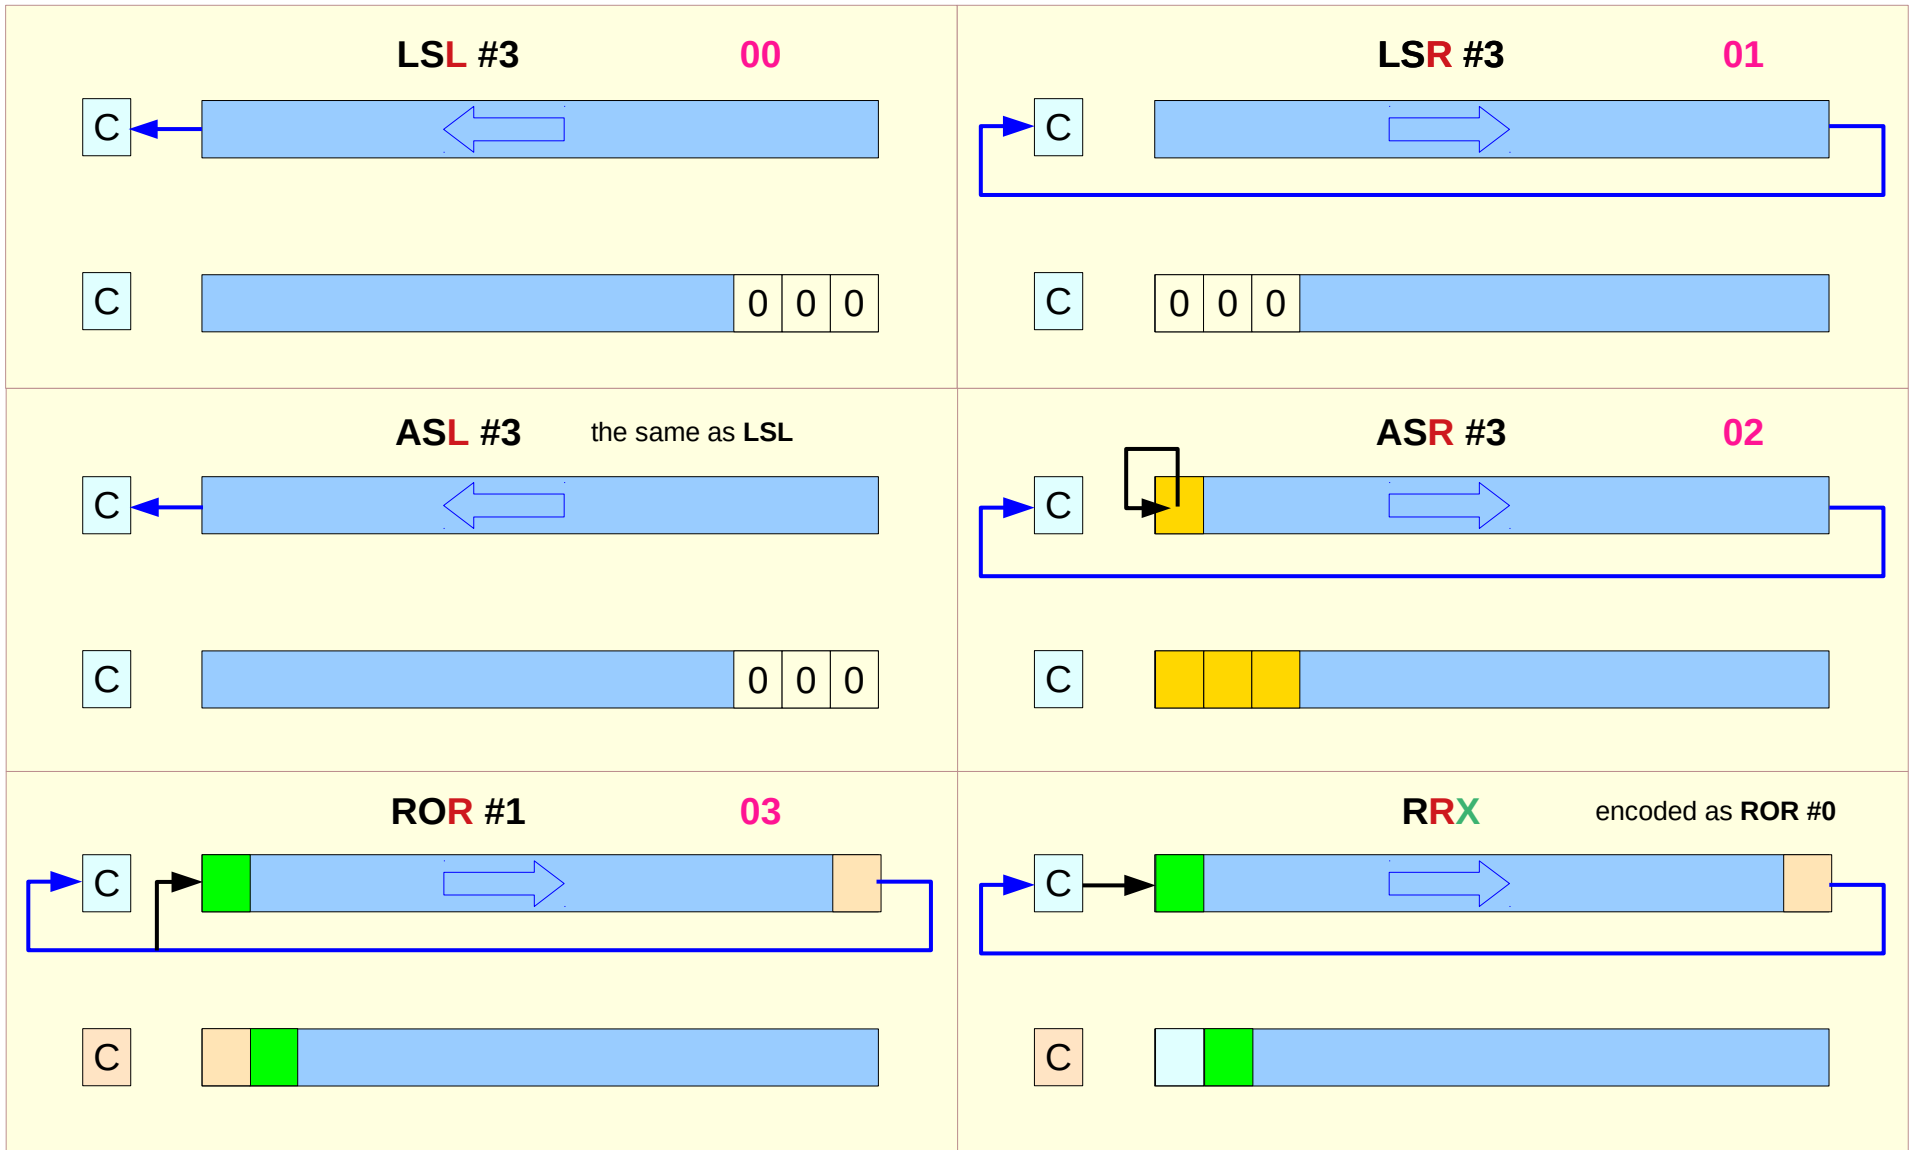 LSL #3 00
C
C 0 0 0
LSR #3 01
C
C 0 0 0
ASL #3 the same as LSL
C
C 0 0 0
ASR #3 02
C
C
ROR #1 03
C
C
RRX encoded as ROR #0
C
C